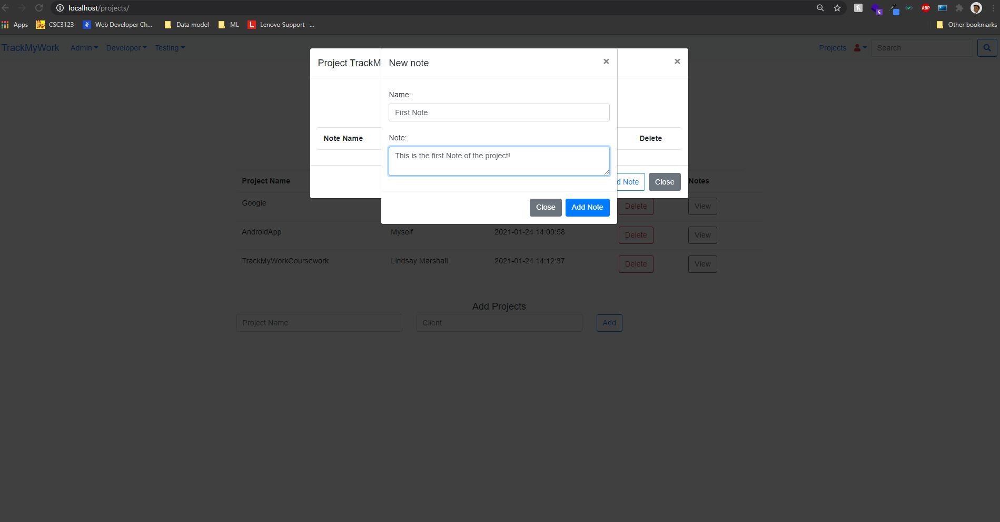 localhost/projects/
5
ABP
Apps CSC3123 Web Developer Ch... Data model ML L Lenovo Support –... Other bookmarks
TrackMyWork Admin Developer Testing Projects Search
Project TrackM
×
New note ×
Name:
First Note
Note:
This is the first Note of the project!
Close Add Note
Note Name Delete
d Note Close
Project Name Notes
Google Delete View
AndroidApp Myself 2021-01-24 14:09:58 Delete View
TrackMyWorkCoursework Lindsay Marshall 2021-01-24 14:12:37 Delete View
Add Projects
Project Name Client Add